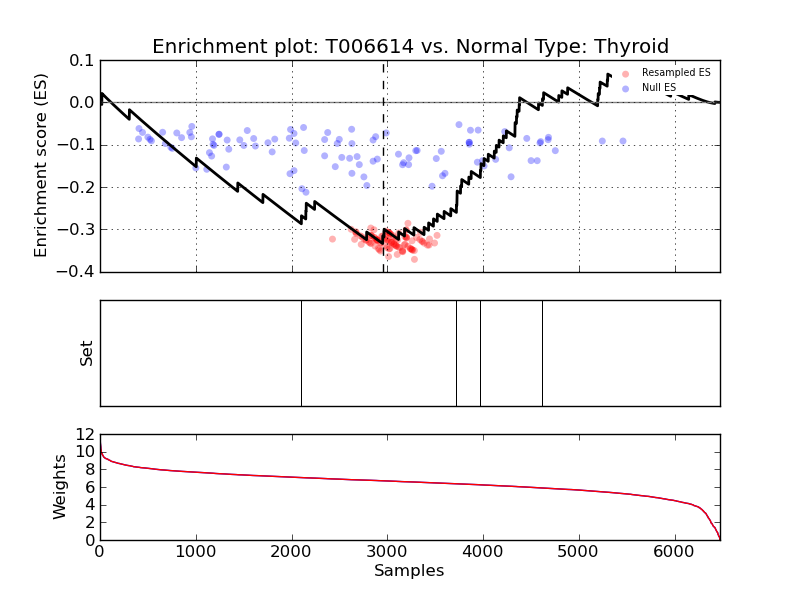 Enrichment plot: T006614 vs. Normal Type: Thyroid
Enrichment score (ES)
0.1
0.0
−0.1
−0.2
−0.3
−0.4
Resampled ES
Null ES
Set
Weights
12
10
8
6
4
2
0
0 1000 2000 3000 4000 5000 6000
Samples